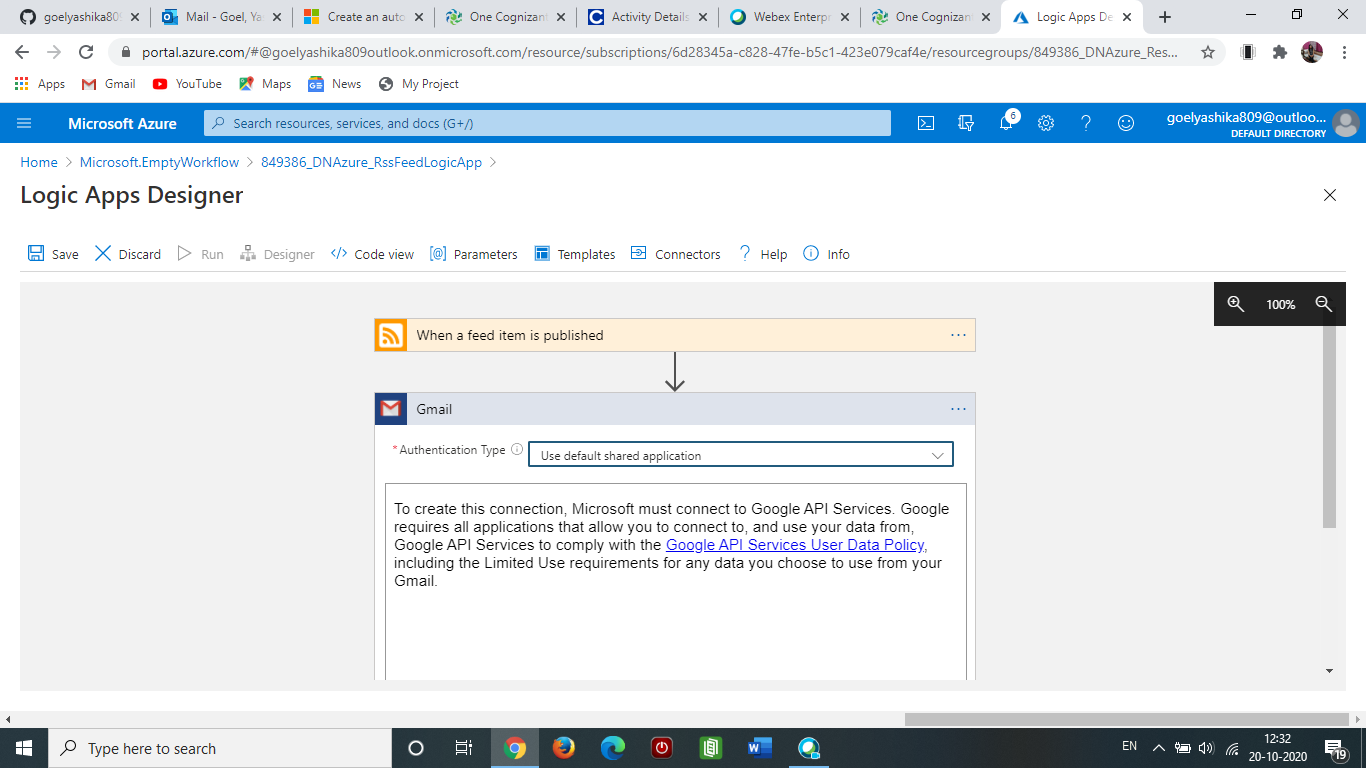 goelyashika80
Mail - Goel, Ya
Create an auto
One Cognizan
Activity Details
Webex Enterpr
One Cognizan
Logic Apps De
portal.azure.com/#@goelyashika809outlook.onmicrosoft.com/resource/subscriptions/6d28345a-c828-47fe-b5c1-423e079caf4e/resourcegroups/849386_DNAzure_Res...
Apps
Gmail
YouTube
Maps
News
My Project
Microsoft Azure
Search resources, services, and docs (G+/)
6
goelyashika809@outloo...
DEFAULT DIRECTORY
Home > Microsoft.EmptyWorkflow > 849386_DNAzure_RssFeedLogicApp >
Logic Apps Designer
Save
Discard
Run
Designer
Code view
Parameters
Templates
Connectors
Help
Info
100%
When a feed item is published
Gmail
*Authentication Type
Use default shared application
To create this connection, Microsoft must connect to Google API Services. Google
requires all applications that allow you to connect to, and use your data from,
Google API Services to comply with the Google API Services User Data Policy,
including the Limited Use requirements for any data you choose to use from your
Gmail.
Type here to search
EN
12:32
20-10-2020
19